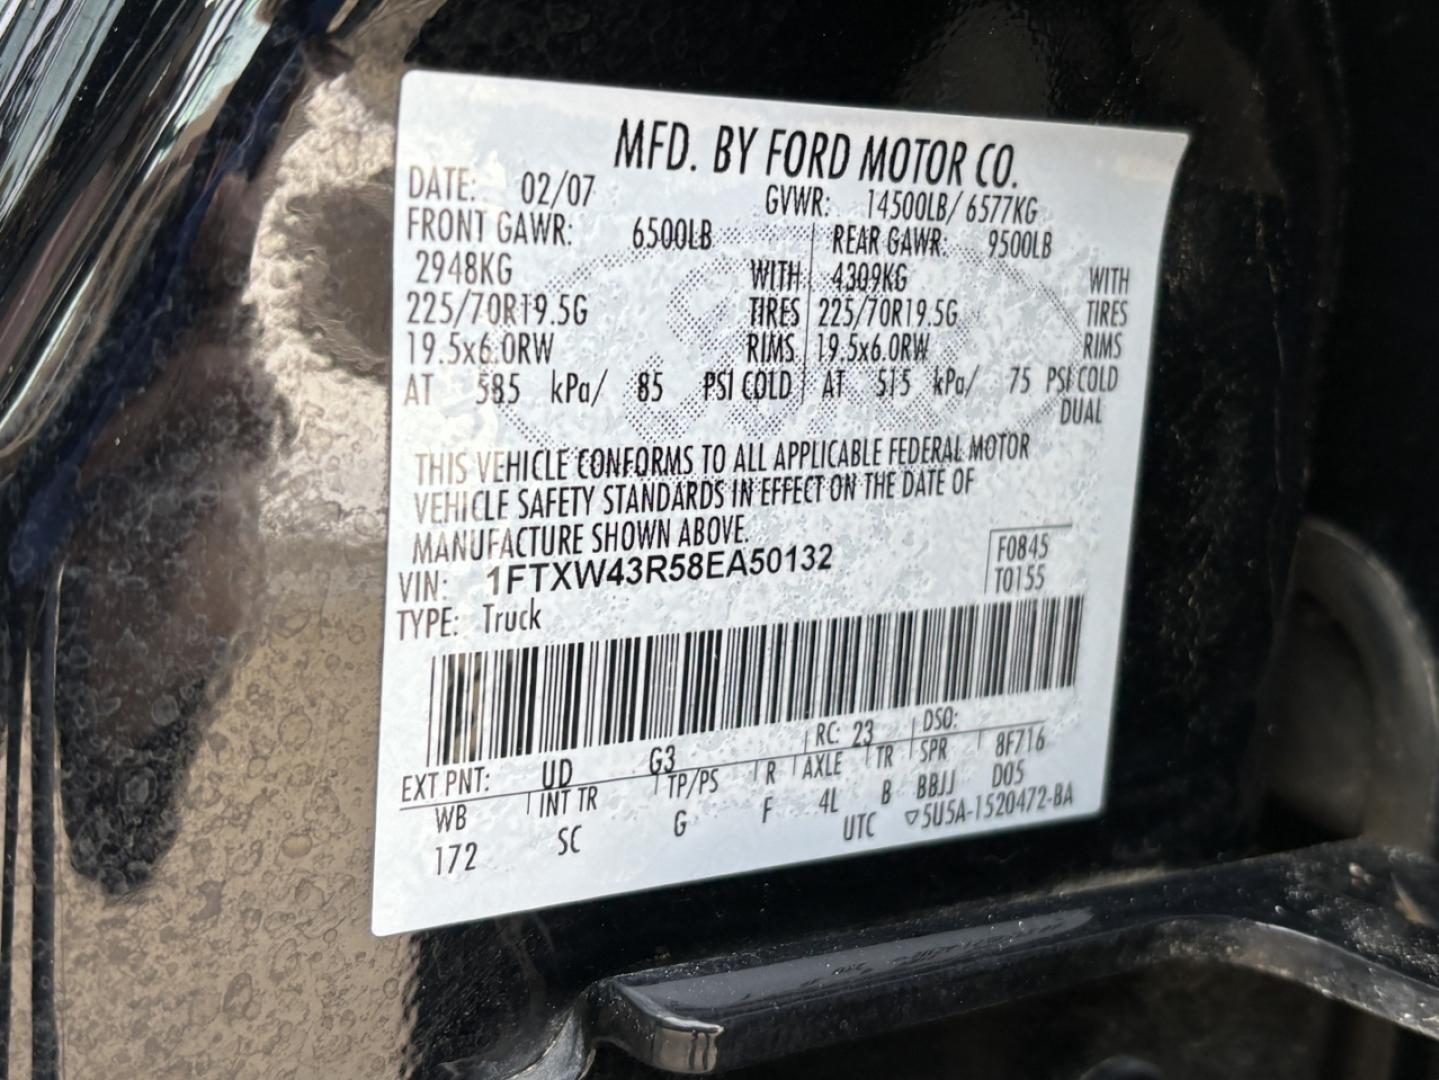 MFD. BY FORD MOTOR CO.
DATE: 02/07 GVWR: 14500LB/ 6577KG
FRONT GAWR: 6500LB REAR GAWR: 9500LB
2948KG WITH 4309KG WITH
225/70R19.5G TIRES 225/70R19.5G TIRES
19.5x6.0RW RIMS 19.5x6.0RW RIMS
AT 585 kPa/ 85 PSI COLD AT 515 kPa/ 75 PSI COLD
DUAL
THIS VEHICLE CONFORMS TO ALL APPLICABLE FEDERAL MOTOR
VEHICLE SAFETY STANDARDS IN EFFECT ON THE DATE OF
MANUFACTURE SHOWN ABOVE.
VIN: 1FTXW43R58EA50132 F0845
TYPE: Truck T0155
EXT PNT: UD G3 RC: 23 DSO:
WB INT TR TP/PS R AXLE TR SPR 8F716
172 SC G F 4L B BBJJ D05
UTC ▽5U5A-1520472-BA